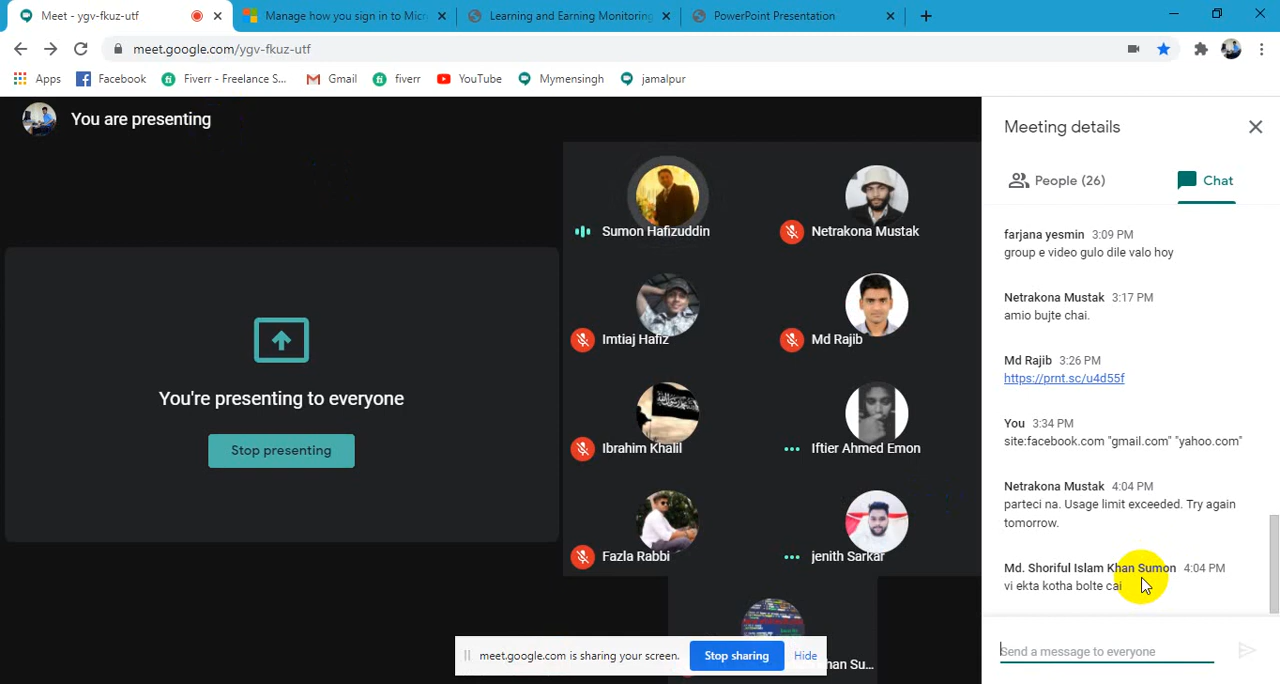 Meet - ygv-fkuz-utf
Manage how you sign in to Micr
Learning and Earning Monitoring
PowerPoint Presentation
meet.google.com/ygv-fkuz-utf
Apps
Facebook
Fiverr - Freelance S...
Gmail
fiverr
YouTube
Mymensingh
jamalpur
You are presenting
You're presenting to everyone
Stop presenting
Sumon Hafizuddin
Netrakona Mustak
Imtiaj Hafiz
Md Rajib
Ibrahim Khalil
Iftier Ahmed Emon
Fazla Rabbi
jenith Sarkar
han Su...
meet.google.com is sharing your screen.
Stop sharing
Hide
Meeting details
People (26)
Chat
farjana yesmin 3:09 PM
group e video gulo dile valo hoy
Netrakona Mustak 3:17 PM
amio bujte chai.
Md Rajib 3:26 PM
https://prnt.sc/u4d55f
You 3:34 PM
site:facebook.com "gmail.com" "yahoo.com"
Netrakona Mustak 4:04 PM
parteci na. Usage limit exceeded. Try again
tomorrow.
Md. Shoriful Islam Khan Sumon 4:04 PM
vi ekta kotha bolte cai
Send a message to everyone